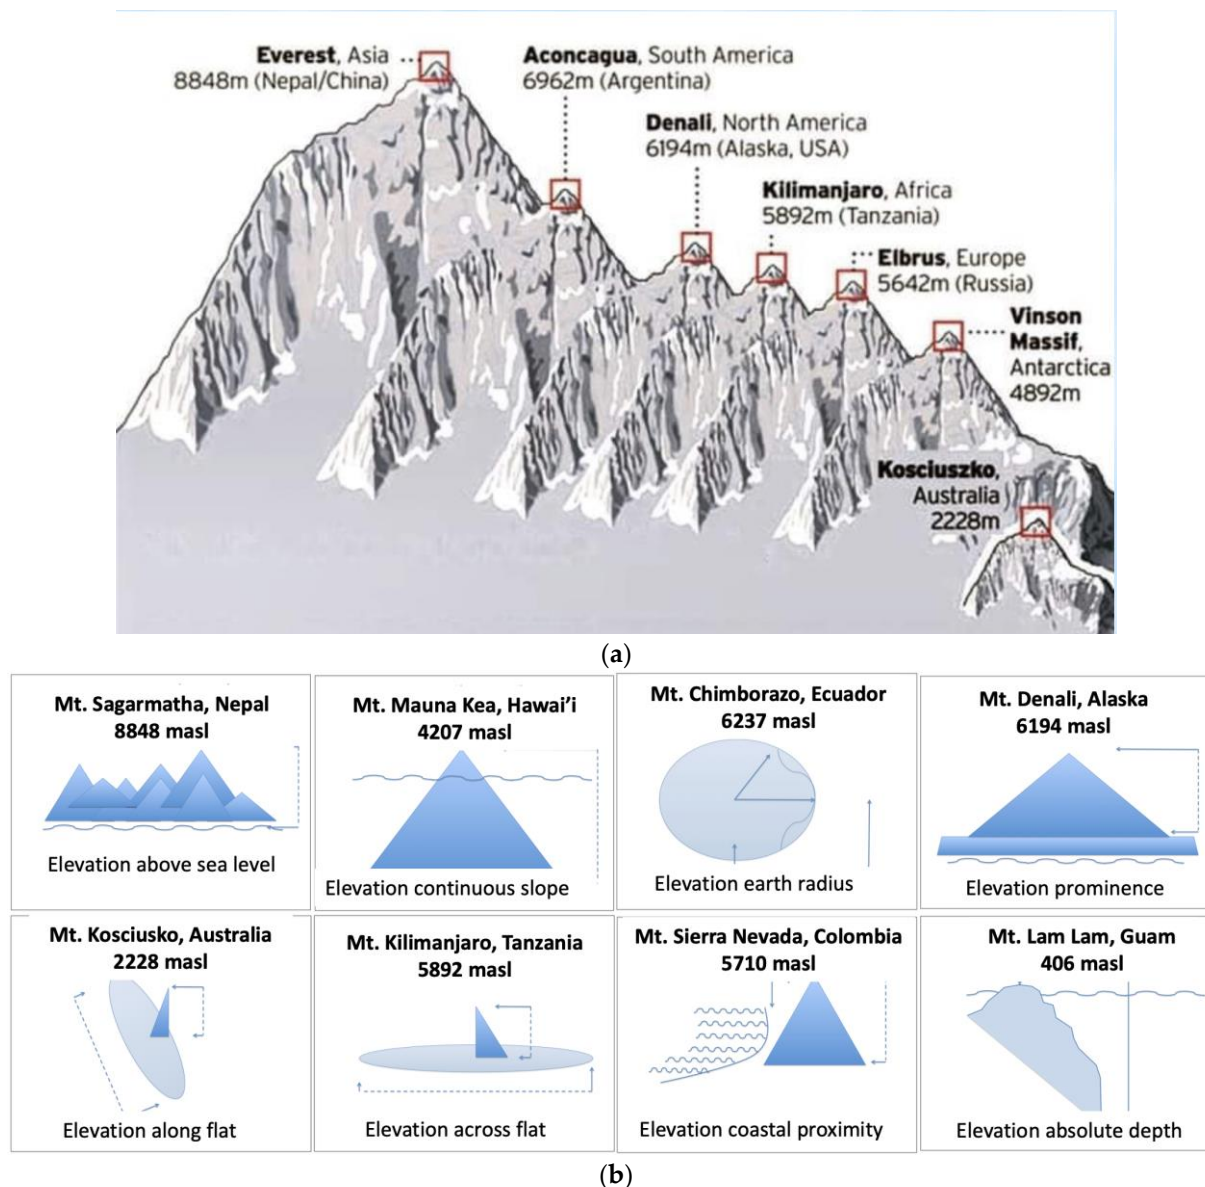 Everest, Asia
8848m (Nepal/China)
Aconcagua, South America
6962m (Argentina)
Denali, North America
6194m (Alaska, USA)
Kilimanjaro, Africa
5892m (Tanzania)
Elbrus, Europe
5642m (Russia)
Vinson
Massif,
Antarctica
4892m
Kosciuszko,
Australia
2228m
(a)
Mt. Sagarmatha, Nepal
8848 masl
Elevation above sea level
Mt. Mauna Kea, Hawai’i
4207 masl
Elevation continuous slope
Mt. Chimborazo, Ecuador
6237 masl
Elevation earth radius
Mt. Denali, Alaska
6194 masl
Elevation prominence
Mt. Kosciusko, Australia
2228 masl
Elevation along flat
Mt. Kilimanjaro, Tanzania
5892 masl
Elevation across flat
Mt. Sierra Nevada, Colombia
5710 masl
Elevation coastal proximity
Mt. Lam Lam, Guam
406 masl
Elevation absolute depth
(b)